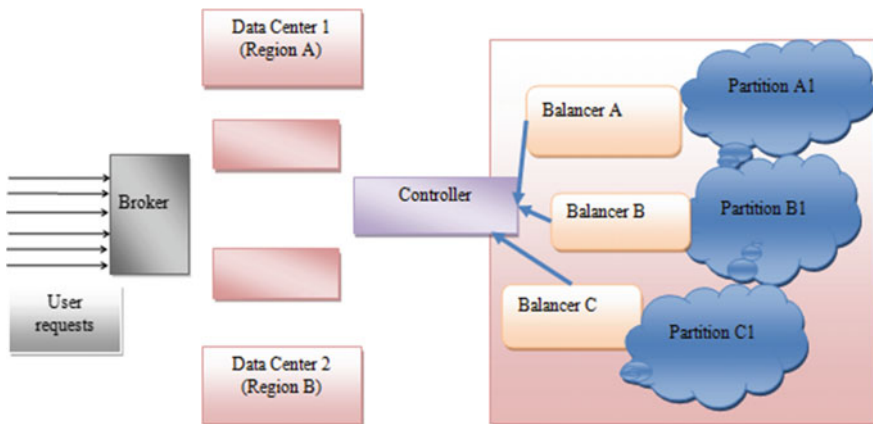 Data Center 1
(Region A)
Partition A1
Balancer A
Controller
Broker
Balancer B
Partition B1
User
requests
Balancer C
Partition C1
Data Center 2
(Region B)